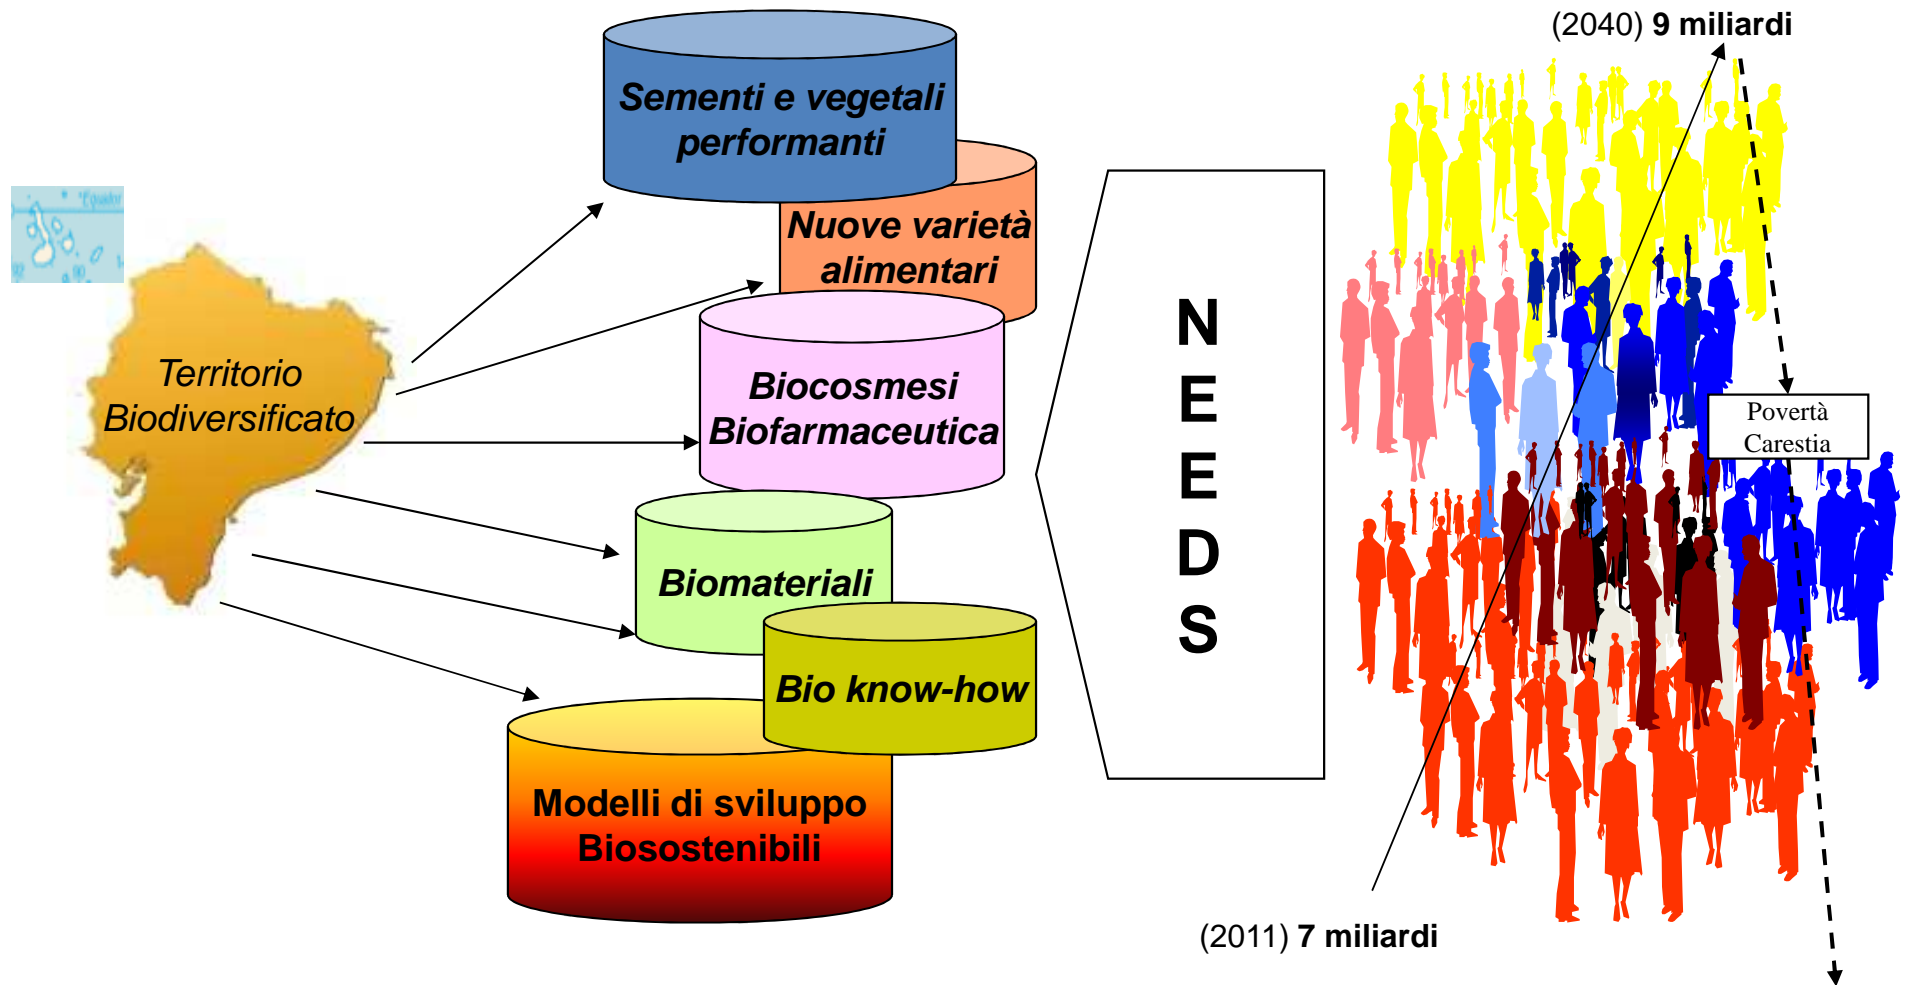 (2040) 9 miliardi
Sementi e vegetali
performanti
Equador
Nuove varietà
alimentari
Territorio
Biodiversificato
Biocosmesi
Biofarmaceutica
N
E
E
D
S
Povertà
Carestia
Biomateriali
Bio know-how
Modelli di sviluppo
Biosostenibili
(2011) 7 miliardi